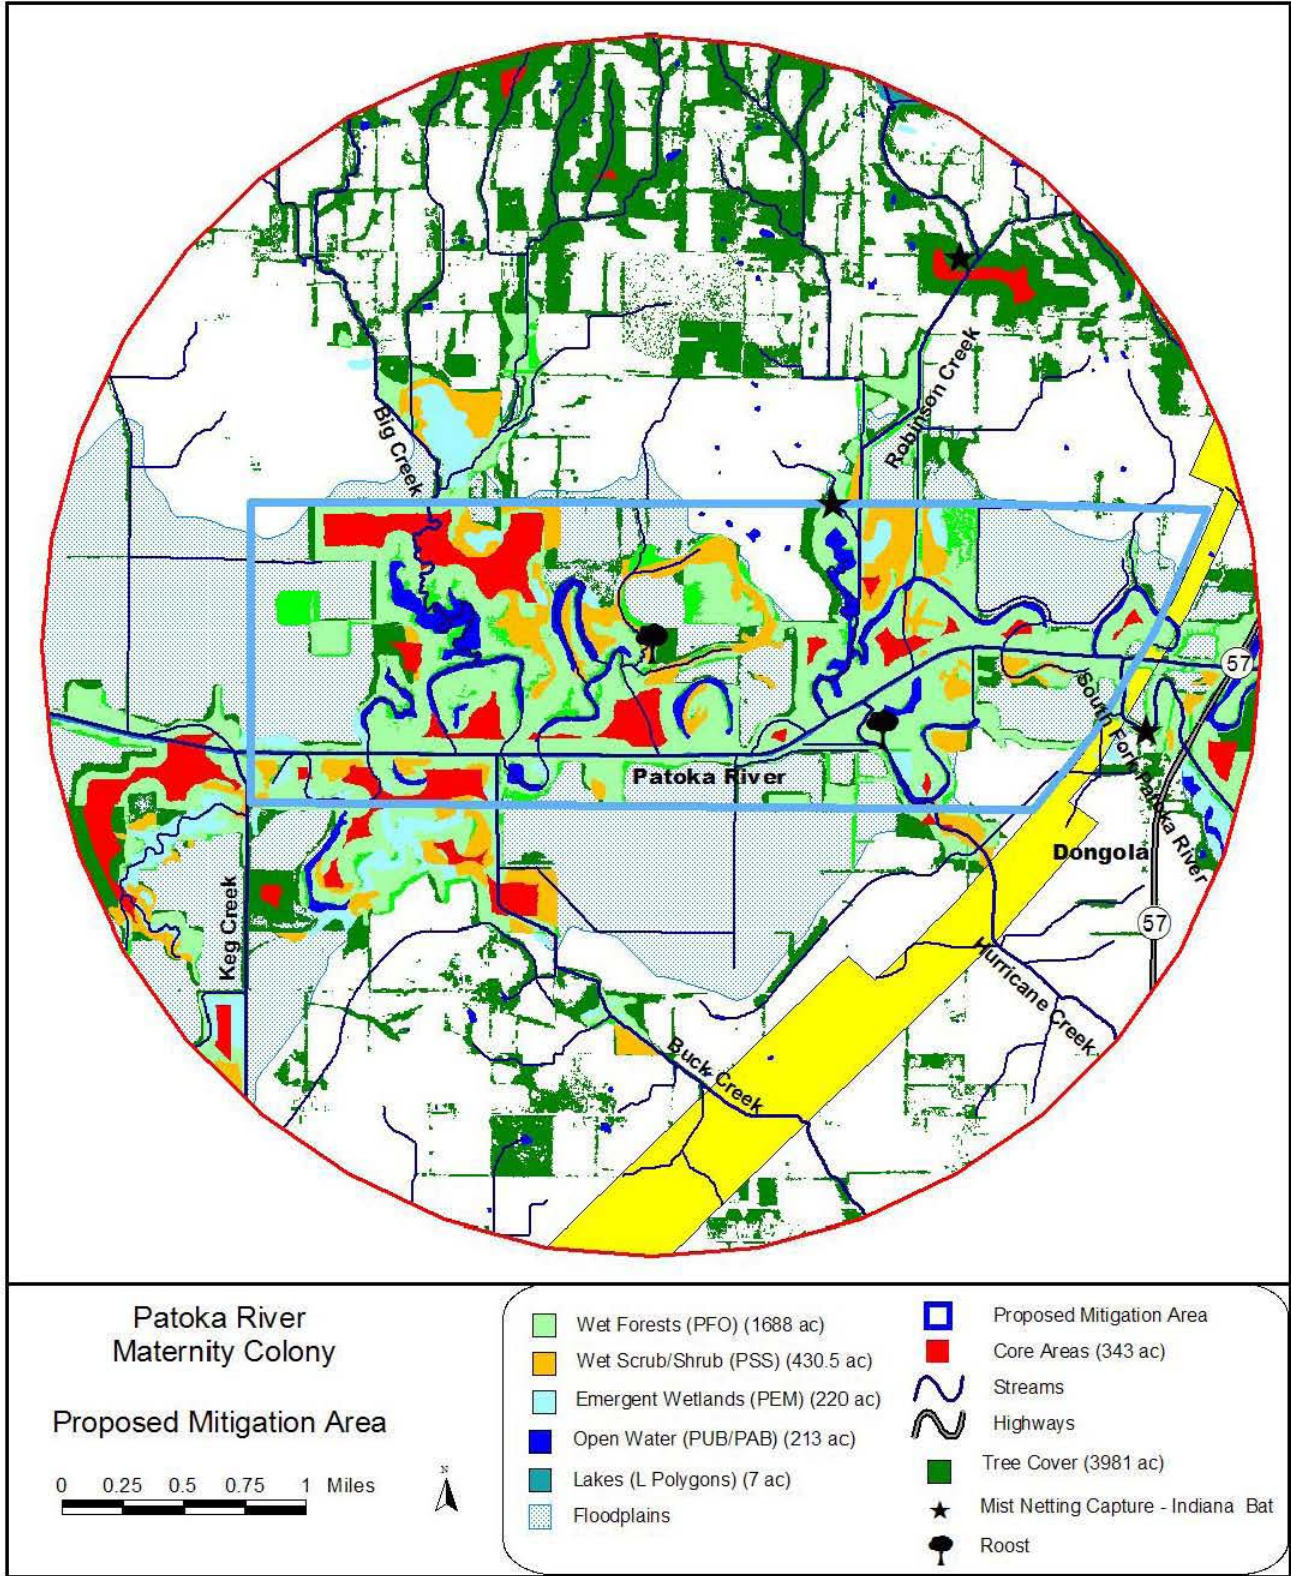 Big Creek
Robinson Creek
57
South Fork Patoka River
Patoka River
Dongola
Keg Creek
57
Hurricane Creek
Buck Creek
Patoka River
Maternity Colony
Proposed Mitigation Area
0 0.25 0.5 0.75 1 Miles
N
Wet Forests (PFO) (1688 ac)
Wet Scrub/Shrub (PSS) (430.5 ac)
Emergent Wetlands (PEM) (220 ac)
Open Water (PUB/PAB) (213 ac)
Lakes (L Polygons) (7 ac)
Floodplains
Proposed Mitigation Area
Core Areas (343 ac)
Streams
Highways
Tree Cover (3981 ac)
Mist Netting Capture - Indiana Bat
Roost